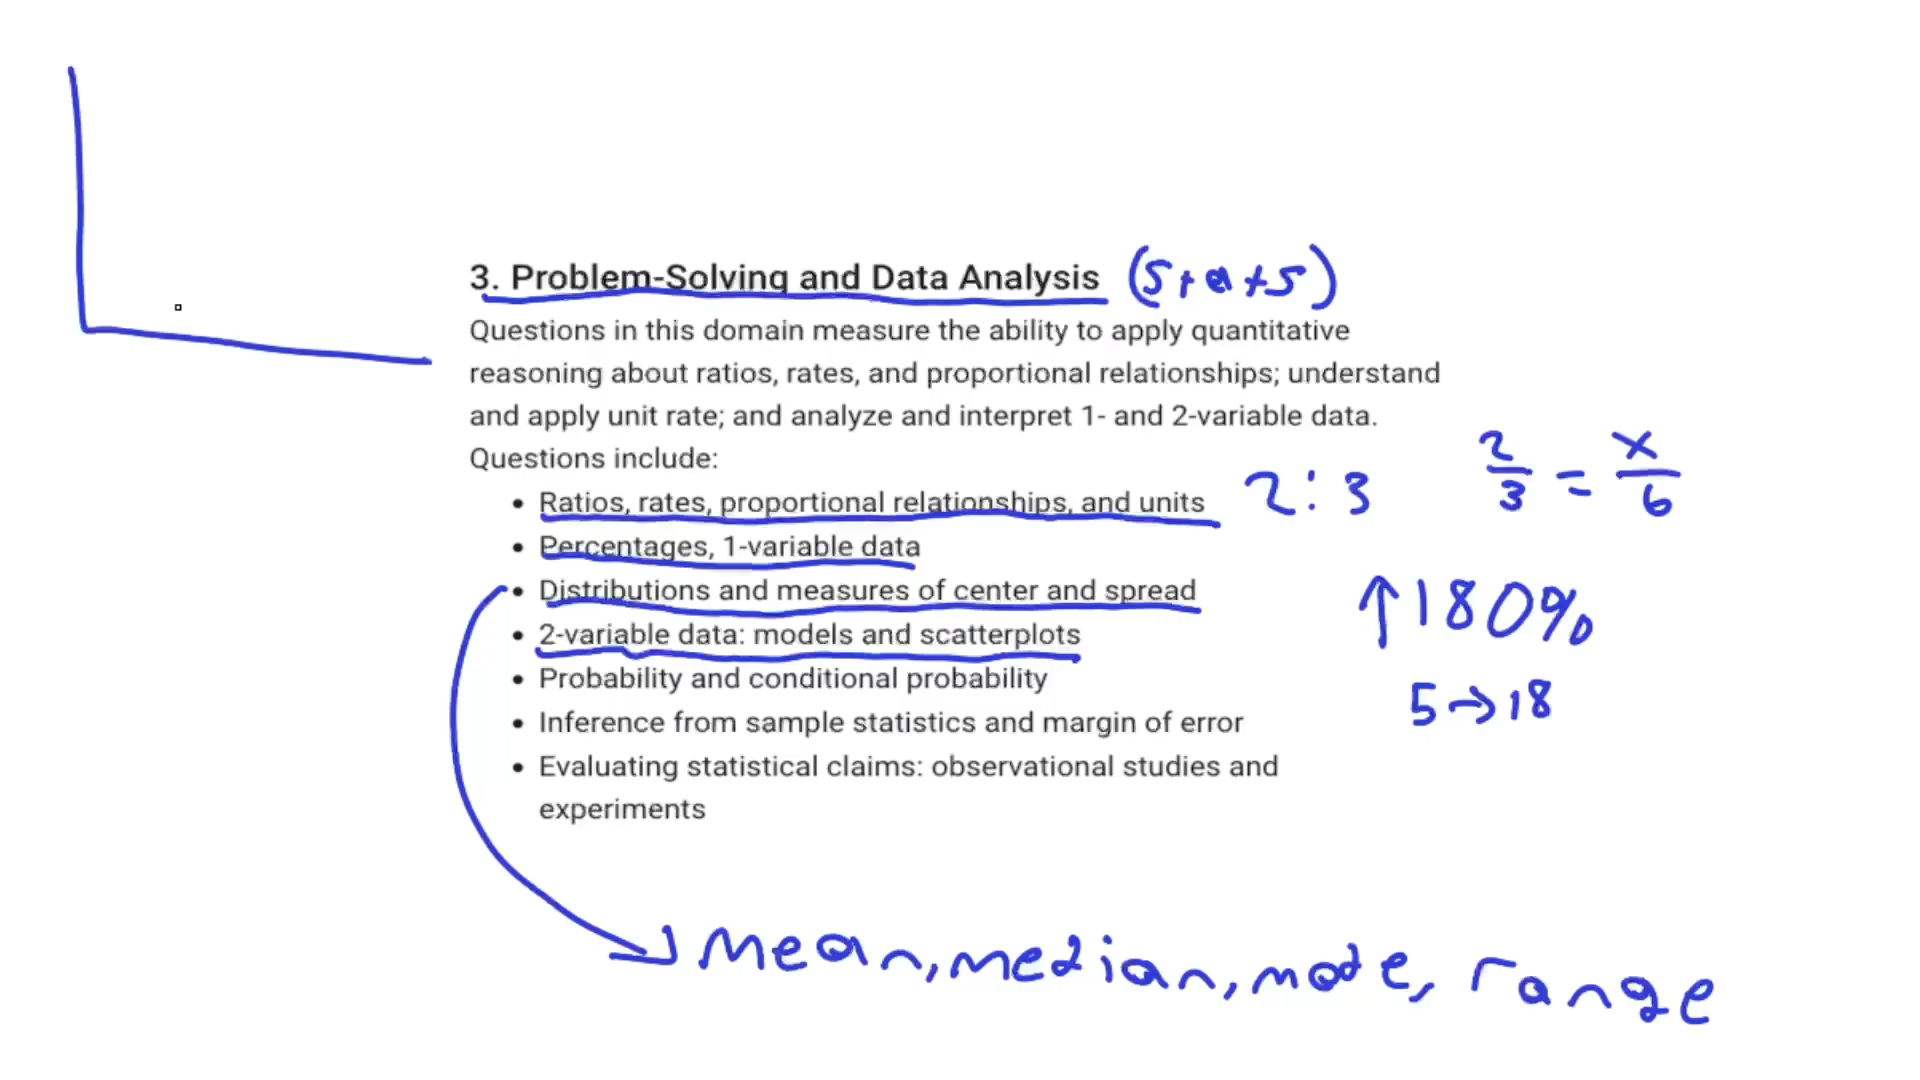 3. Problem-Solving and Data Analysis (Stats)
Questions in this domain measure the ability to apply quantitative
reasoning about ratios, rates, and proportional relationships; understand
and apply unit rate; and analyze and interpret 1- and 2-variable data.
Questions include:
• Ratios, rates, proportional relationships, and units 2:3 2/3 = x/6
• Percentages, 1-variable data
• Distributions and measures of center and spread ↑180%
• 2-variable data: models and scatterplots
• Probability and conditional probability 5→18
• Inference from sample statistics and margin of error
• Evaluating statistical claims: observational studies and
experiments
Mean, median, mode, range